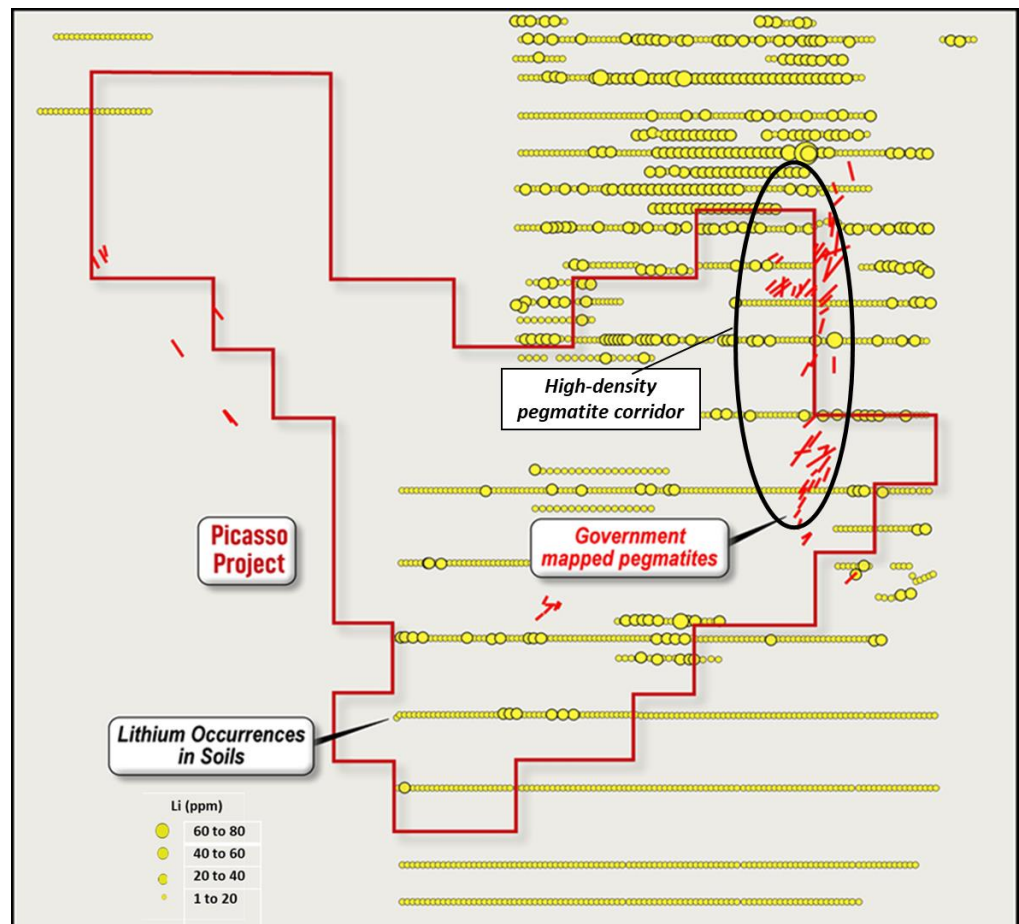 High-density
pegmatite corridor
Government
mapped pegmatites
Picasso
Project
Lithium Occurrences
in Soils
Li (ppm)
60 to 80
40 to 60
20 to 40
1 to 20